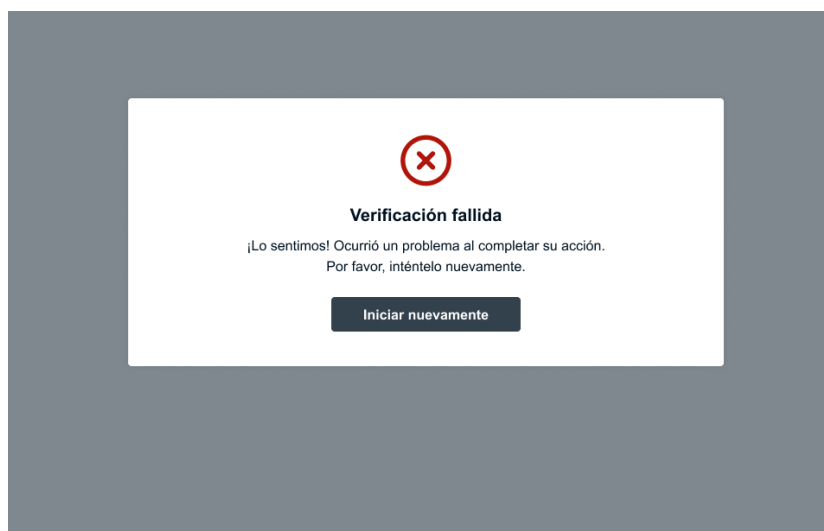 Verificación fallida
¡Lo sentimos! Ocurrió un problema al completar su acción.
Por favor, inténtelo nuevamente.
Iniciar nuevamente